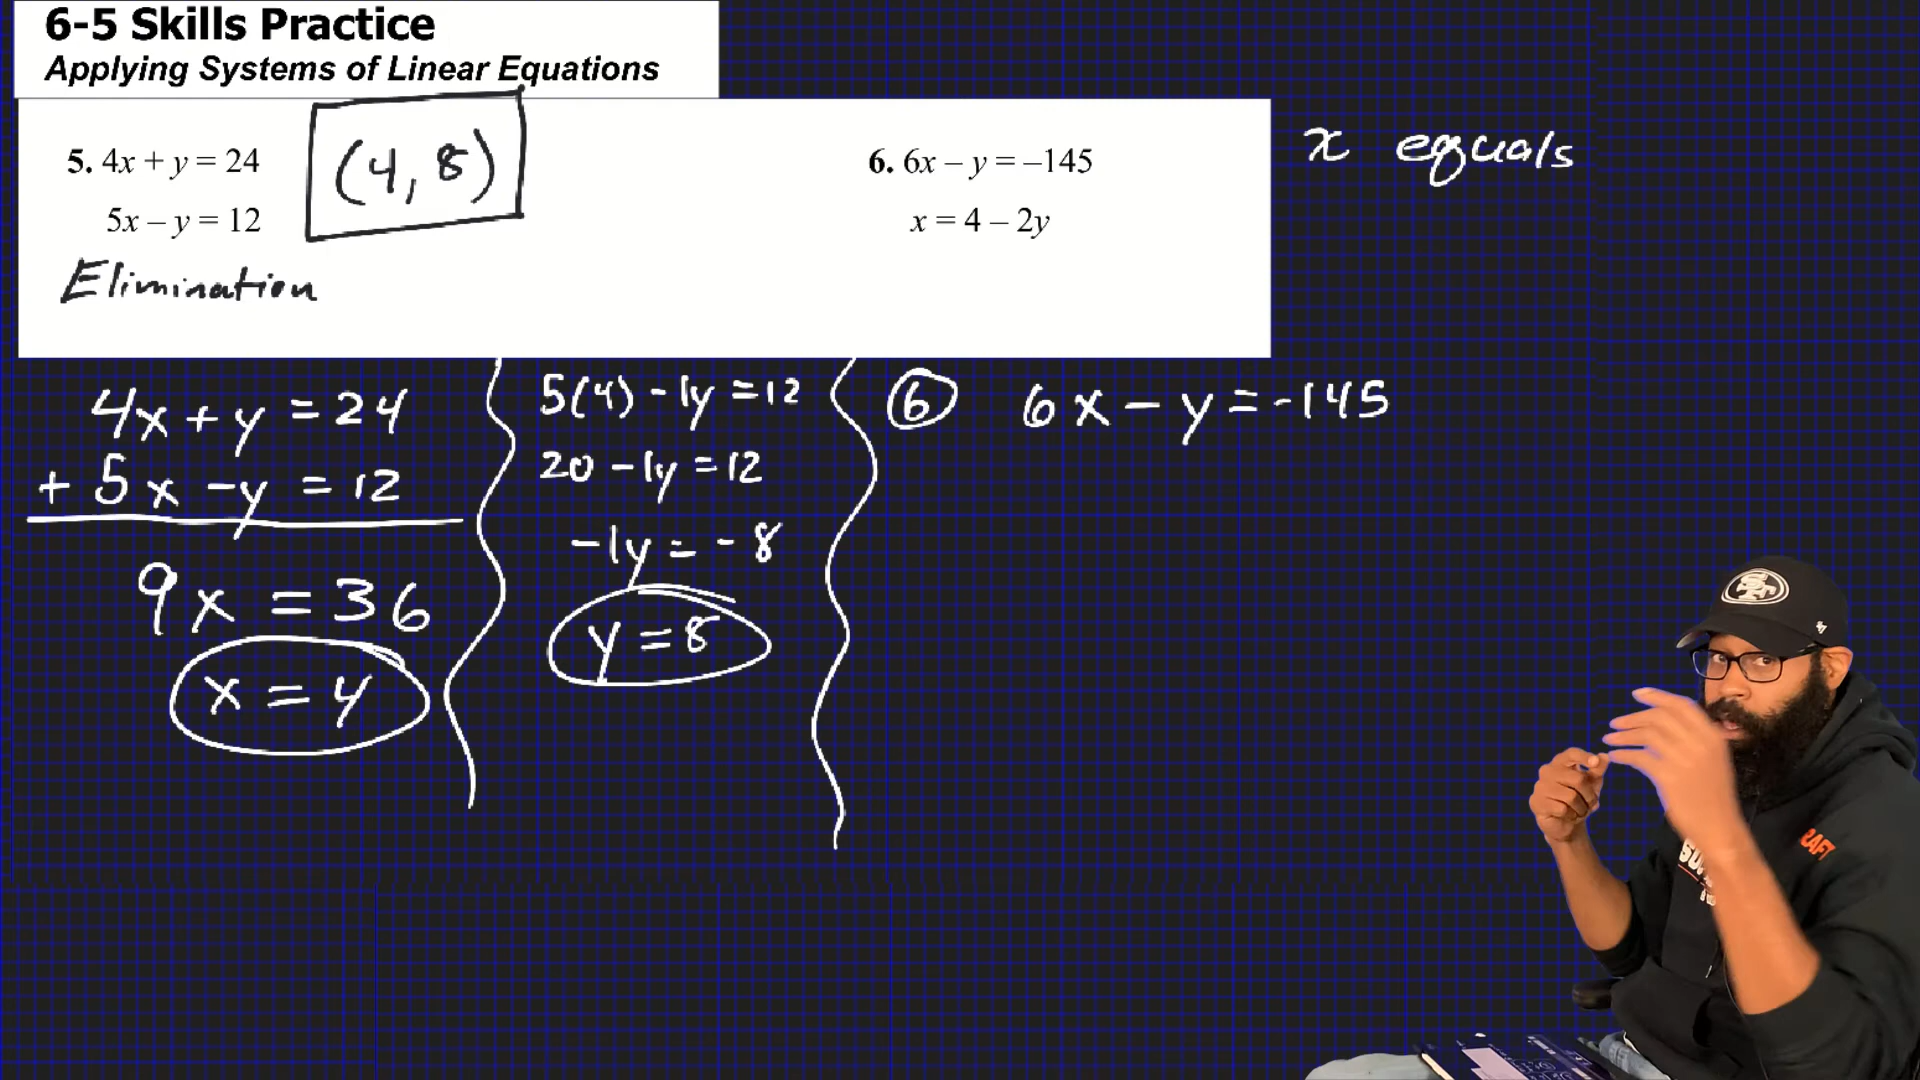 6-5 Skills Practice
Applying Systems of Linear Equations
5. 4x + y = 24
5x – y = 12
(4, 8)
Elimination
6. 6x – y = –145
x = 4 – 2y
x equals
4x + y = 24
+ 5x - y = 12
9x = 36
x = 4
5(4) - 1y = 12
20 - 1y = 12
-1y = -8
y = 8
6 6x - y = -145